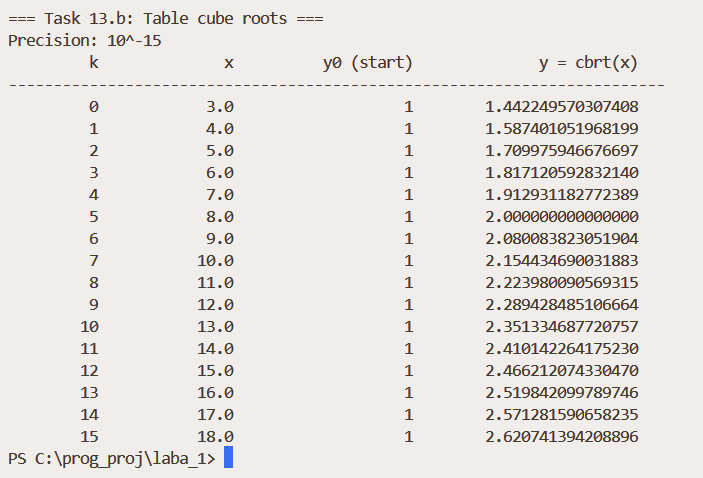 === Task 13.b: Table cube roots ===
Precision: 10^-15
k x y0 (start) y = cbrt(x)
----------------------------------------------------------------------
0 3.0 1 1.442249570307408
1 4.0 1 1.587401051968199
2 5.0 1 1.709975946676697
3 6.0 1 1.817120592832140
4 7.0 1 1.912931182772389
5 8.0 1 2.000000000000000
6 9.0 1 2.080083823051904
7 10.0 1 2.154434690031883
8 11.0 1 2.223980090569315
9 12.0 1 2.289428485106664
10 13.0 1 2.351334687720757
11 14.0 1 2.410142264175230
12 15.0 1 2.466212074330470
13 16.0 1 2.519842099789746
14 17.0 1 2.571281590658235
15 18.0 1 2.620741394208896
PS C:\prog_proj\laba_1>